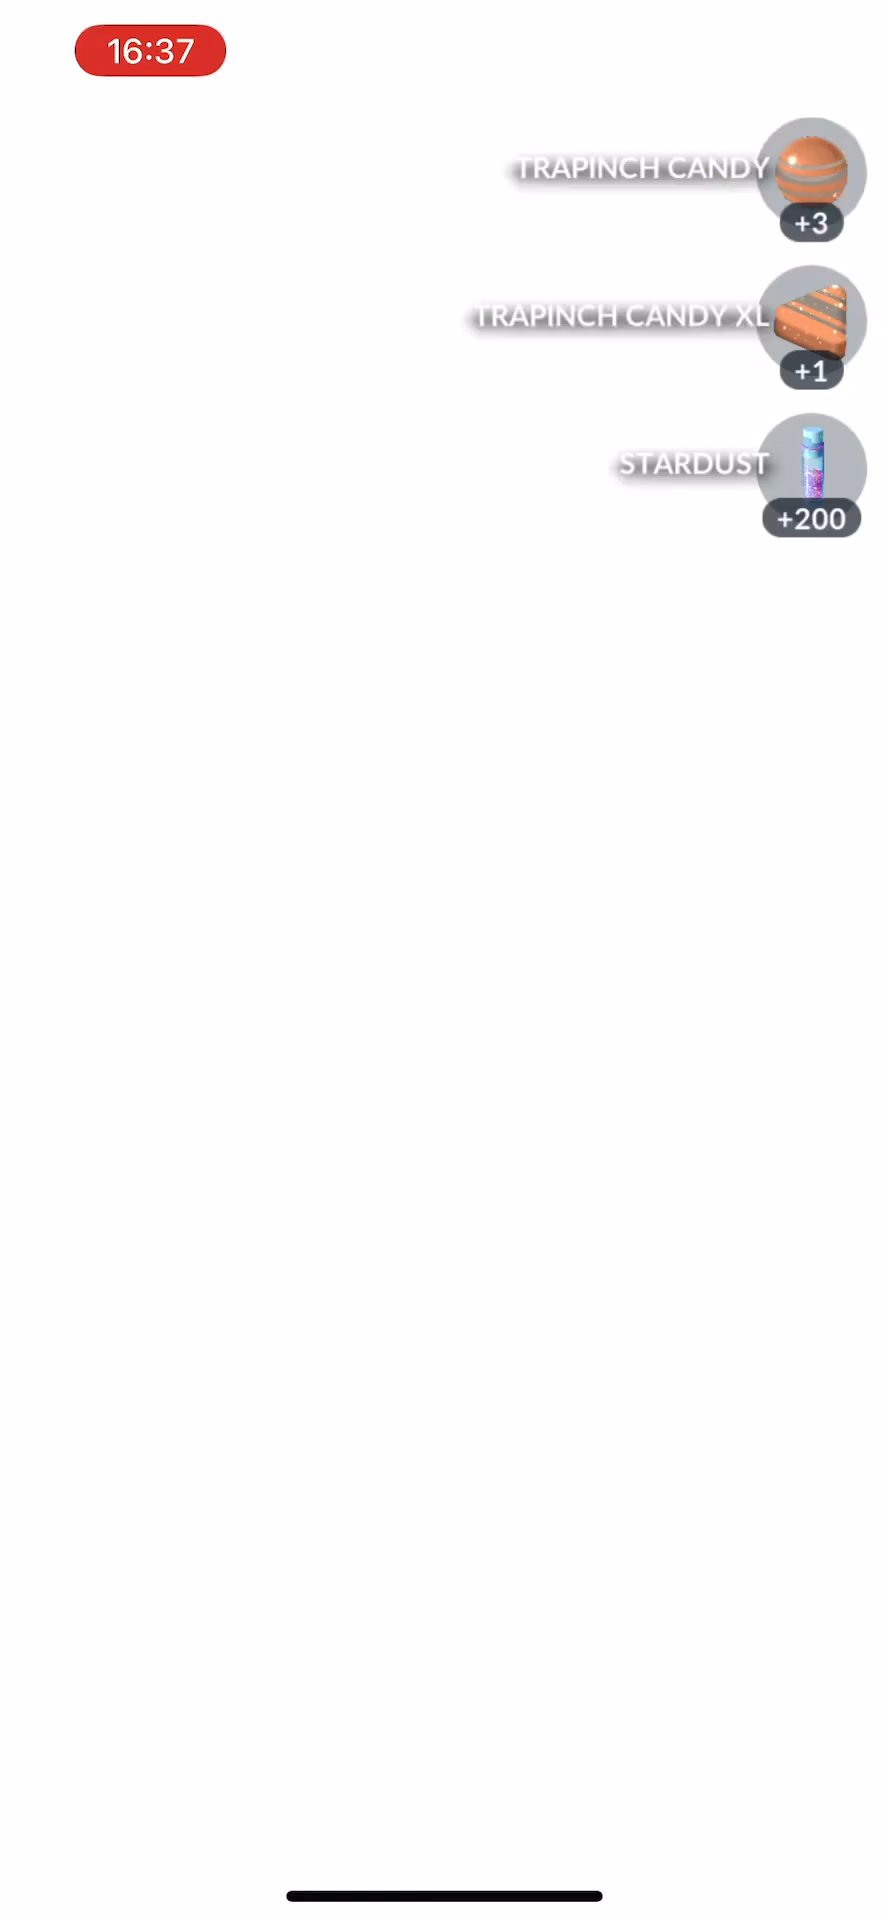 16:37
TRAPINCH CANDY
+3
TRAPINCH CANDY XL
+1
STARDUST
+200